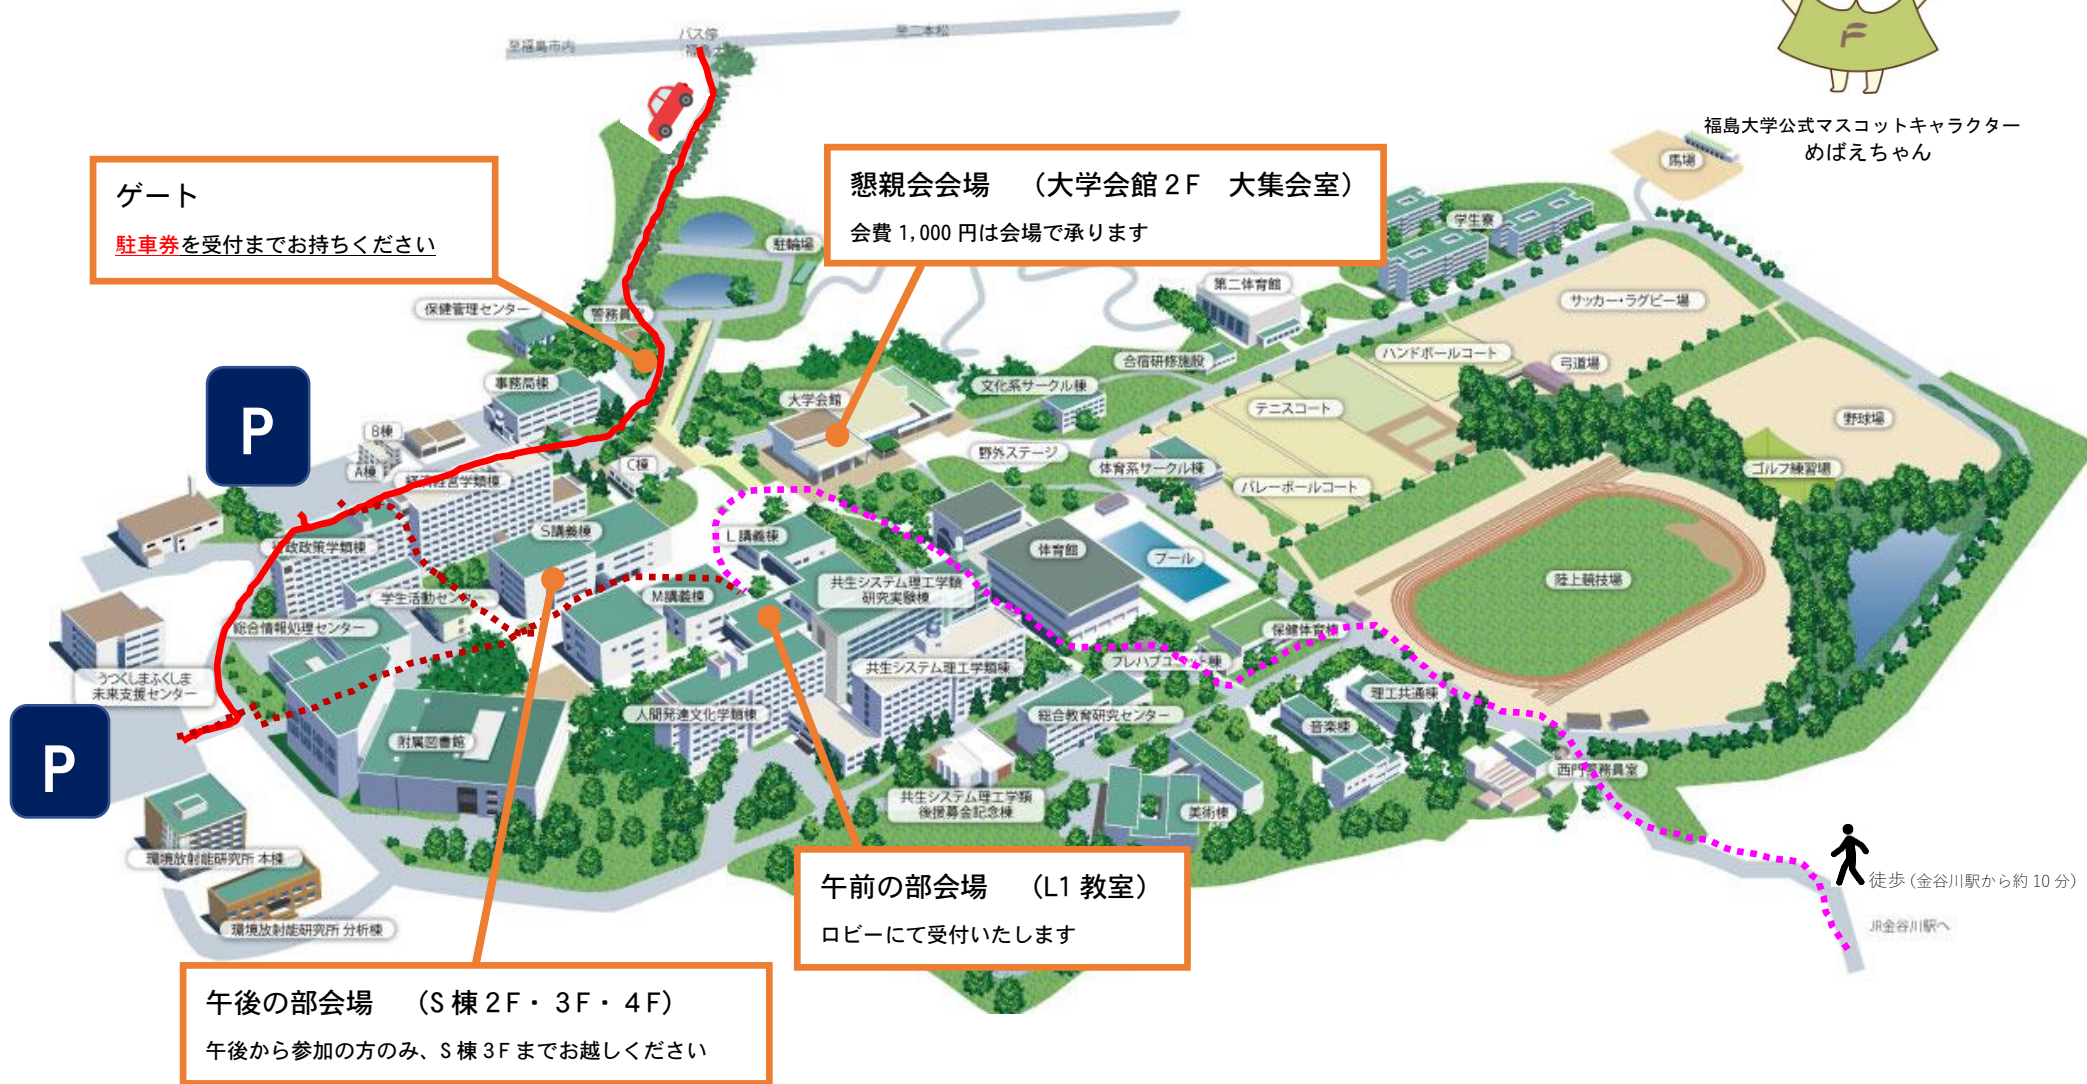 至福島市内
バス停
至二本松
F
福島大学公式マスコットキャラクター
めばえちゃん
ゲート
駐車券を受付までお持ちください
懇親会会場 （大学会館２F 大集会室）
会費 1,000 円は会場で承ります
馬場
学生寮
駐輪場
保健管理センター
第二体育館
サッカー・ラグビー場
合宿研修施設
ハンドボールコート
弓道場
事務局棟
大学会館
文化系サークル棟
テニスコート
野球場
P
B棟
A棟
経済経営学類棟
C棟
野外ステージ
体育系サークル棟
バレーボールコート
ゴルフ練習場
行政政策学類棟
S講義棟
L講義棟
体育館
プール
陸上競技場
共生システム理工学類
研究実験棟
学生活動センター
M講義棟
総合情報処理センター
保健体育棟
うつくしまふくしま
未来支援センター
共生システム理工学類棟
理工共通棟
人間発達文化学類棟
総合教育研究センター
音楽棟
附属図書館
P
西門警務員室
共生システム理工学類
後援募金記念棟
美術棟
環境放射能研究所 本棟
環境放射能研究所 分析棟
徒歩 (金谷川駅から約 10 分)
JR金谷川駅へ
午前の部会場 （L1 教室）
ロビーにて受付いたします
午後の部会場 （S 棟 2F・ 3F・ 4F）
午後から参加の方のみ、S 棟 3F までお越しください